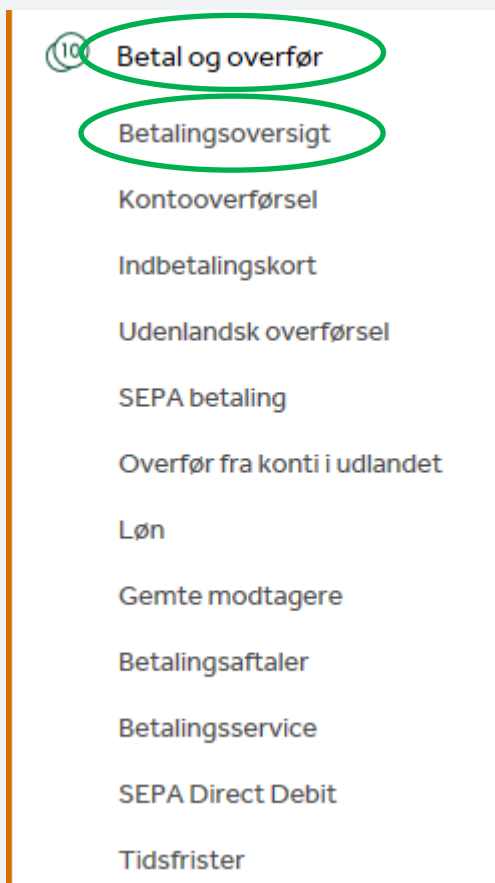 10 Betal og overfør
Betalingsoversigt
Kontooverførsel
Indbetalingskort
Udenlandsk overførsel
SEPA betaling
Overfør fra konti i udlandet
Løn
Gemte modtagere
Betalingsaftaler
Betalingsservice
SEPA Direct Debit
Tidsfrister